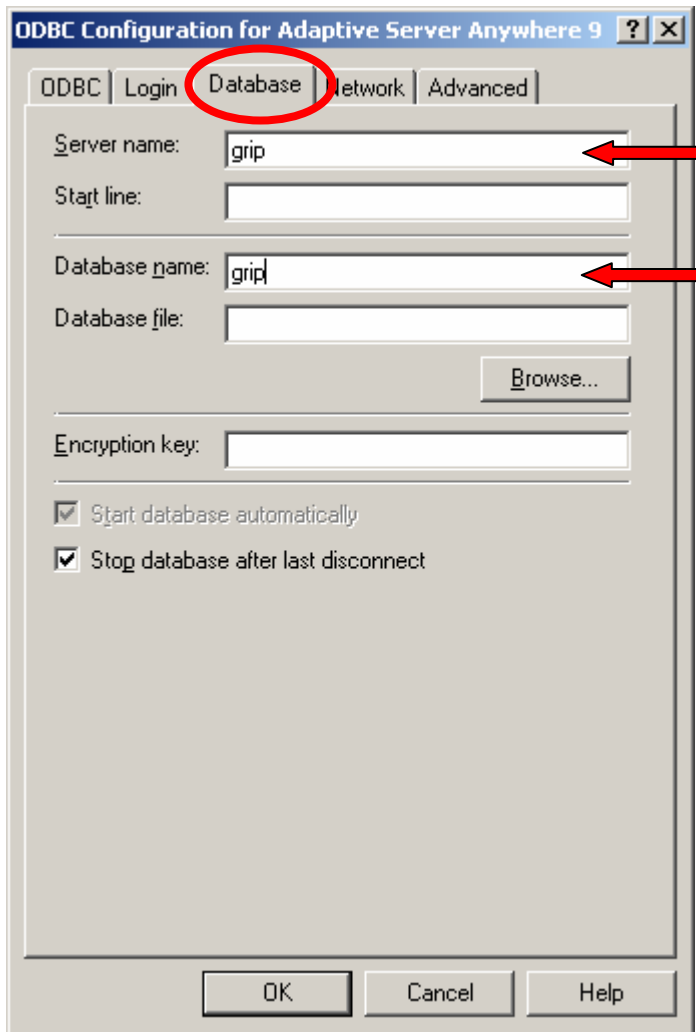 ODBC Configuration for Adaptive Server Anywhere 9 ? X
ODBC Login Database Network Advanced
Server name: grip
Start line:
Database name: grip
Database file:
Browse...
Encryption key:
Start database automatically
Stop database after last disconnect
OK Cancel Help